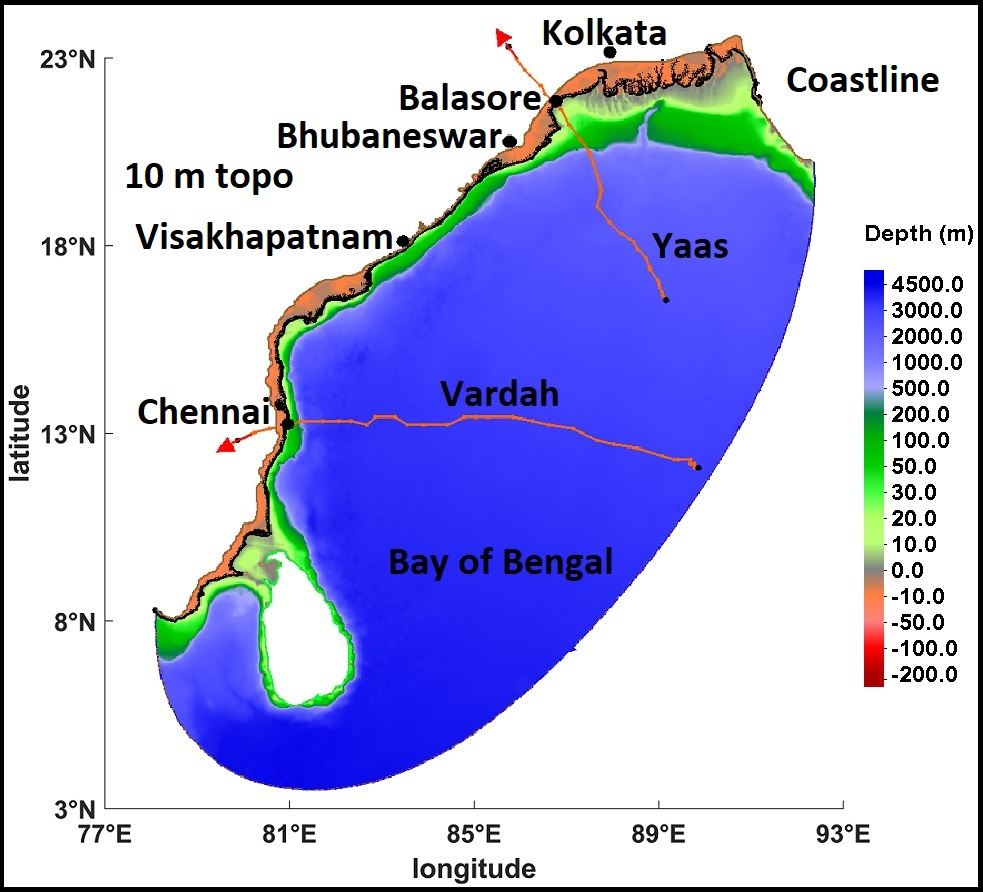 Kolkata
23°N
Coastline
Balasore
Bhubaneswar
10 m topo
Visakhapatnam
18°N
Yaas
Depth (m)
4500.0
3000.0
2000.0
1000.0
500.0
200.0
100.0
50.0
30.0
20.0
10.0
0.0
-10.0
-50.0
-100.0
-200.0
Vardah
Chennai
13°N
latitude
Bay of Bengal
8°N
3°N
77°E
81°E
85°E
89°E
93°E
longitude